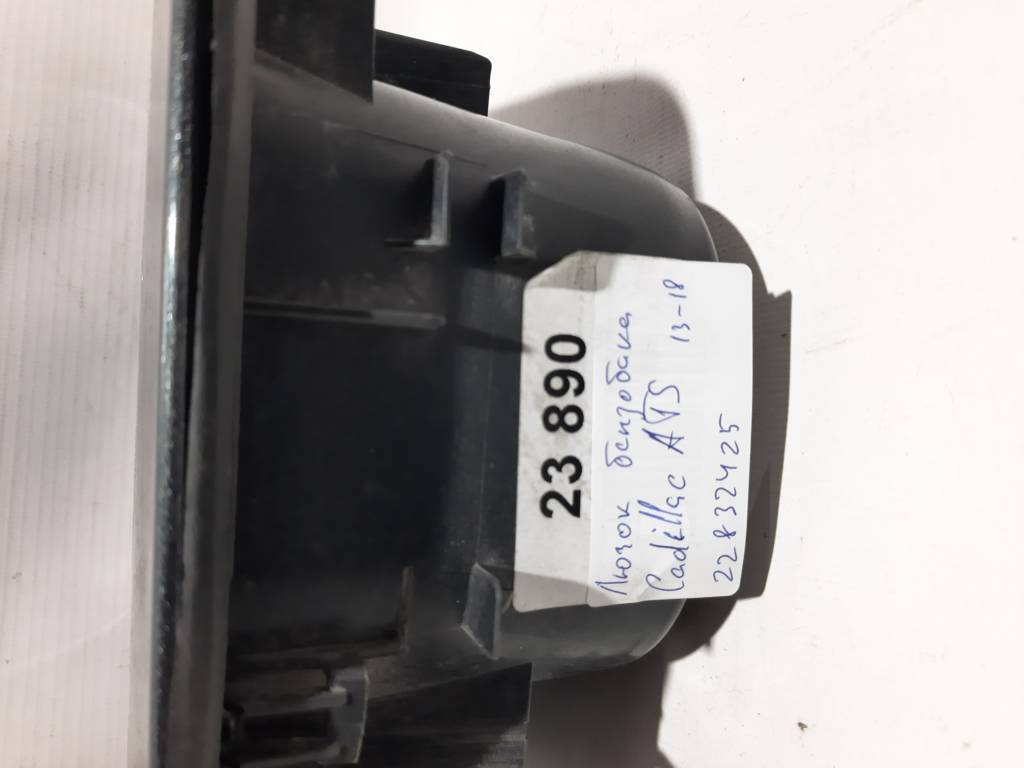 23 890
Лючок бензобака
Cadillac ATS 13-18
22832425